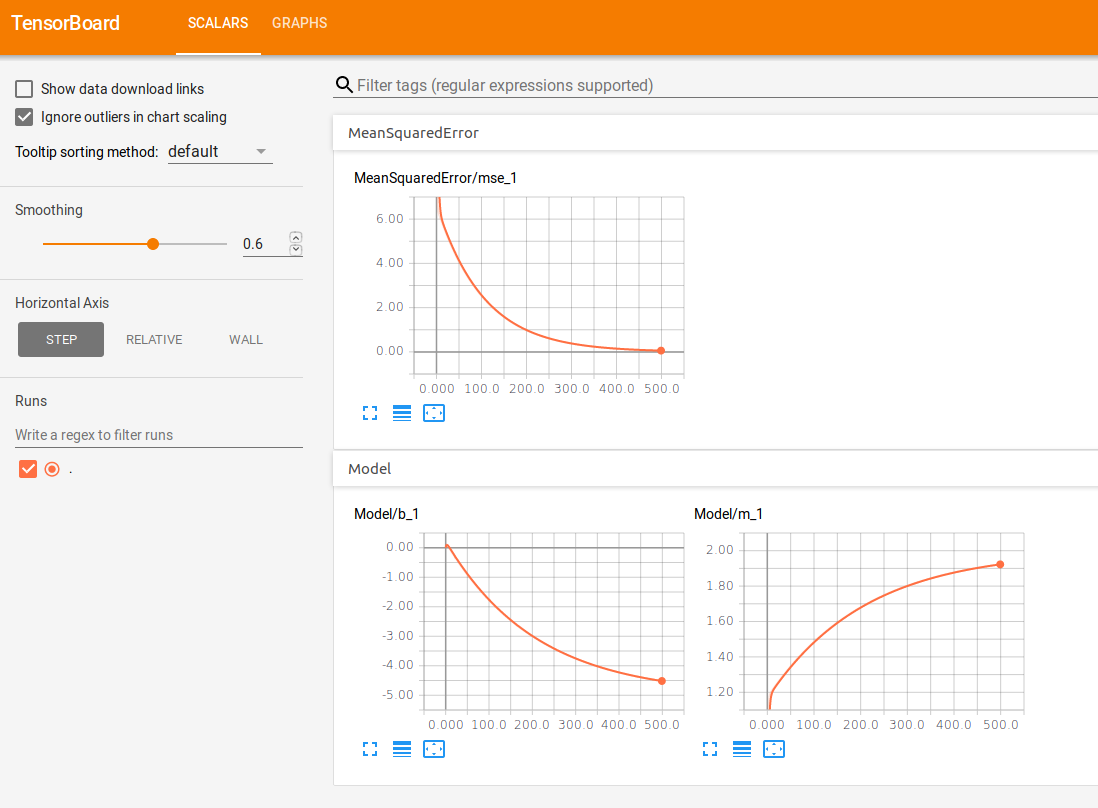 TensorBoard SCALARS GRAPHS
Show data download links
Ignore outliers in chart scaling
Tooltip sorting method: default
Smoothing
0.6
Horizontal Axis
STEP RELATIVE WALL
Runs
Write a regex to filter runs
.
Filter tags (regular expressions supported)
MeanSquaredError
MeanSquaredError/mse_1
6.00
4.00
2.00
0.00
0.000 100.0 200.0 300.0 400.0 500.0
Model
Model/b_1
0.00
-1.00
-2.00
-3.00
-4.00
-5.00
0.000 100.0 200.0 300.0 400.0 500.0
Model/m_1
2.00
1.80
1.60
1.40
1.20
0.000 100.0 200.0 300.0 400.0 500.0